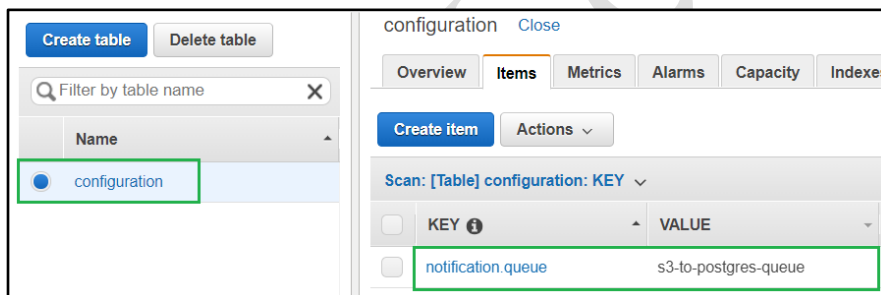 Create table Delete table
Filter by table name
Name
configuration
configuration Close
Overview Items Metrics Alarms Capacity Indexe
Create item Actions
Scan: [Table] configuration: KEY
KEY VALUE
notification.queue s3-to-postgres-queue